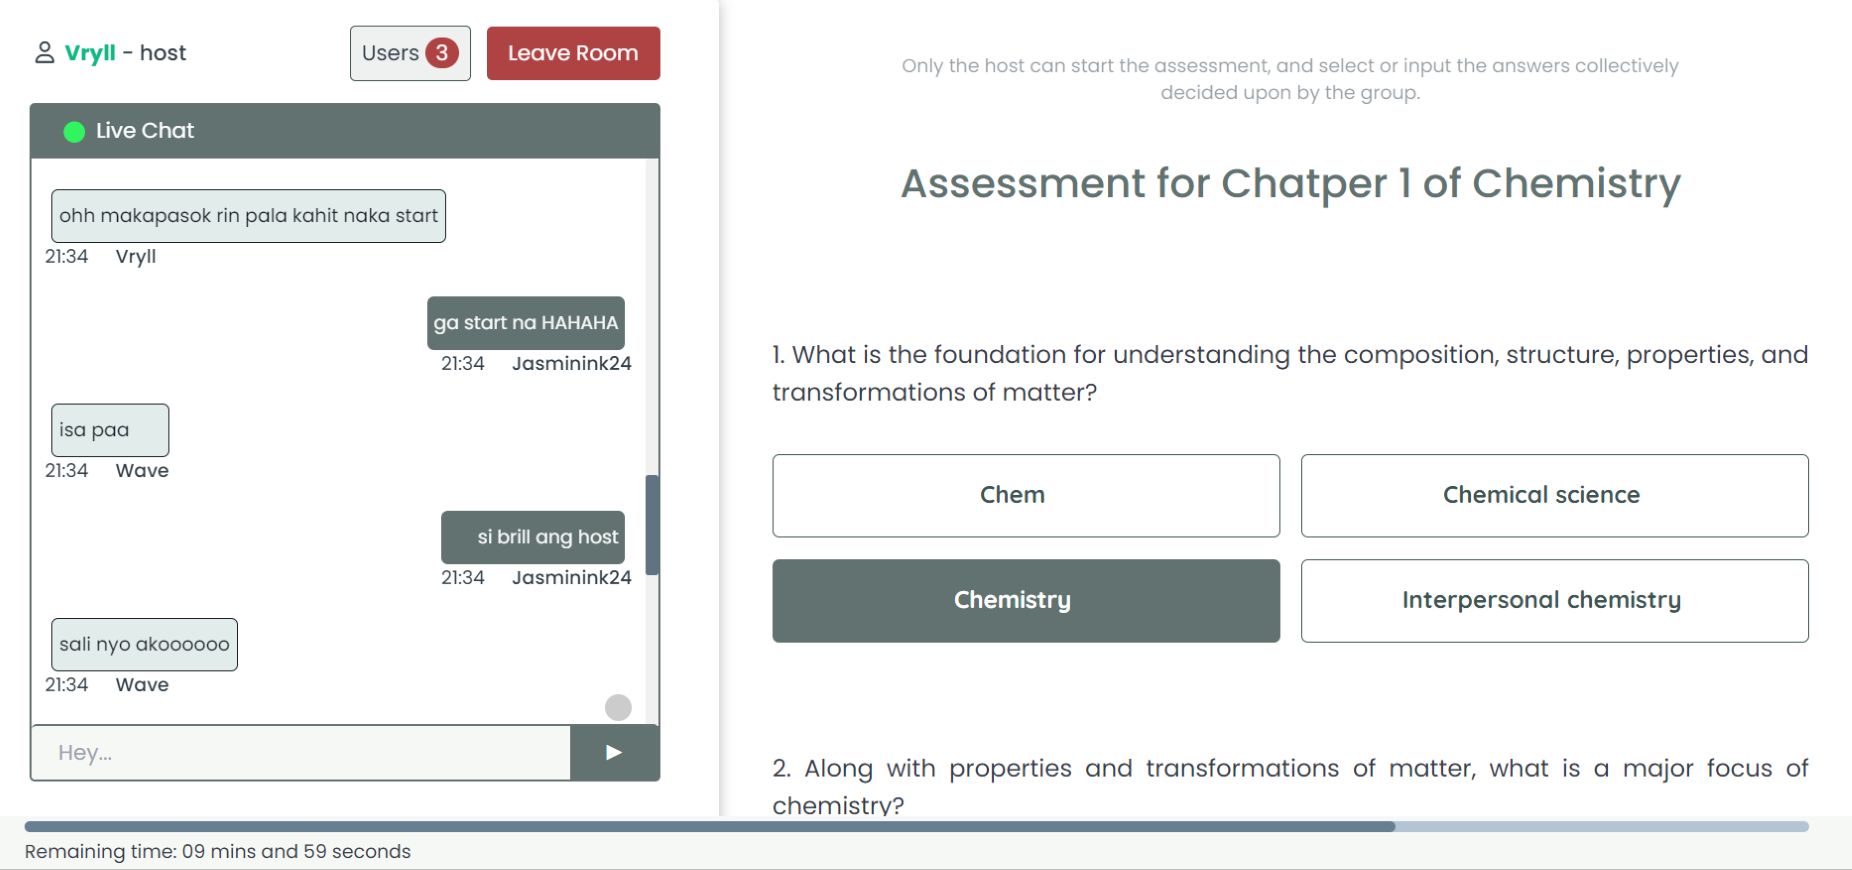 Vryll - host
Users 3
Leave Room
Live Chat
ohh makapasok rin pala kahit naka start
21:34 Vryll
ga start na HAHAHA
21:34 Jasminink24
isa paa
21:34 Wave
si brill ang host
21:34 Jasminink24
sali nyo akoooooo
21:34 Wave
Hey...
Only the host can start the assessment, and select or input the answers collectively
decided upon by the group.
Assessment for Chatper 1 of Chemistry
1. What is the foundation for understanding the composition, structure, properties, and
transformations of matter?
Chem
Chemical science
Chemistry
Interpersonal chemistry
2. Along with properties and transformations of matter, what is a major focus of
chemistry?
Remaining time: 09 mins and 59 seconds